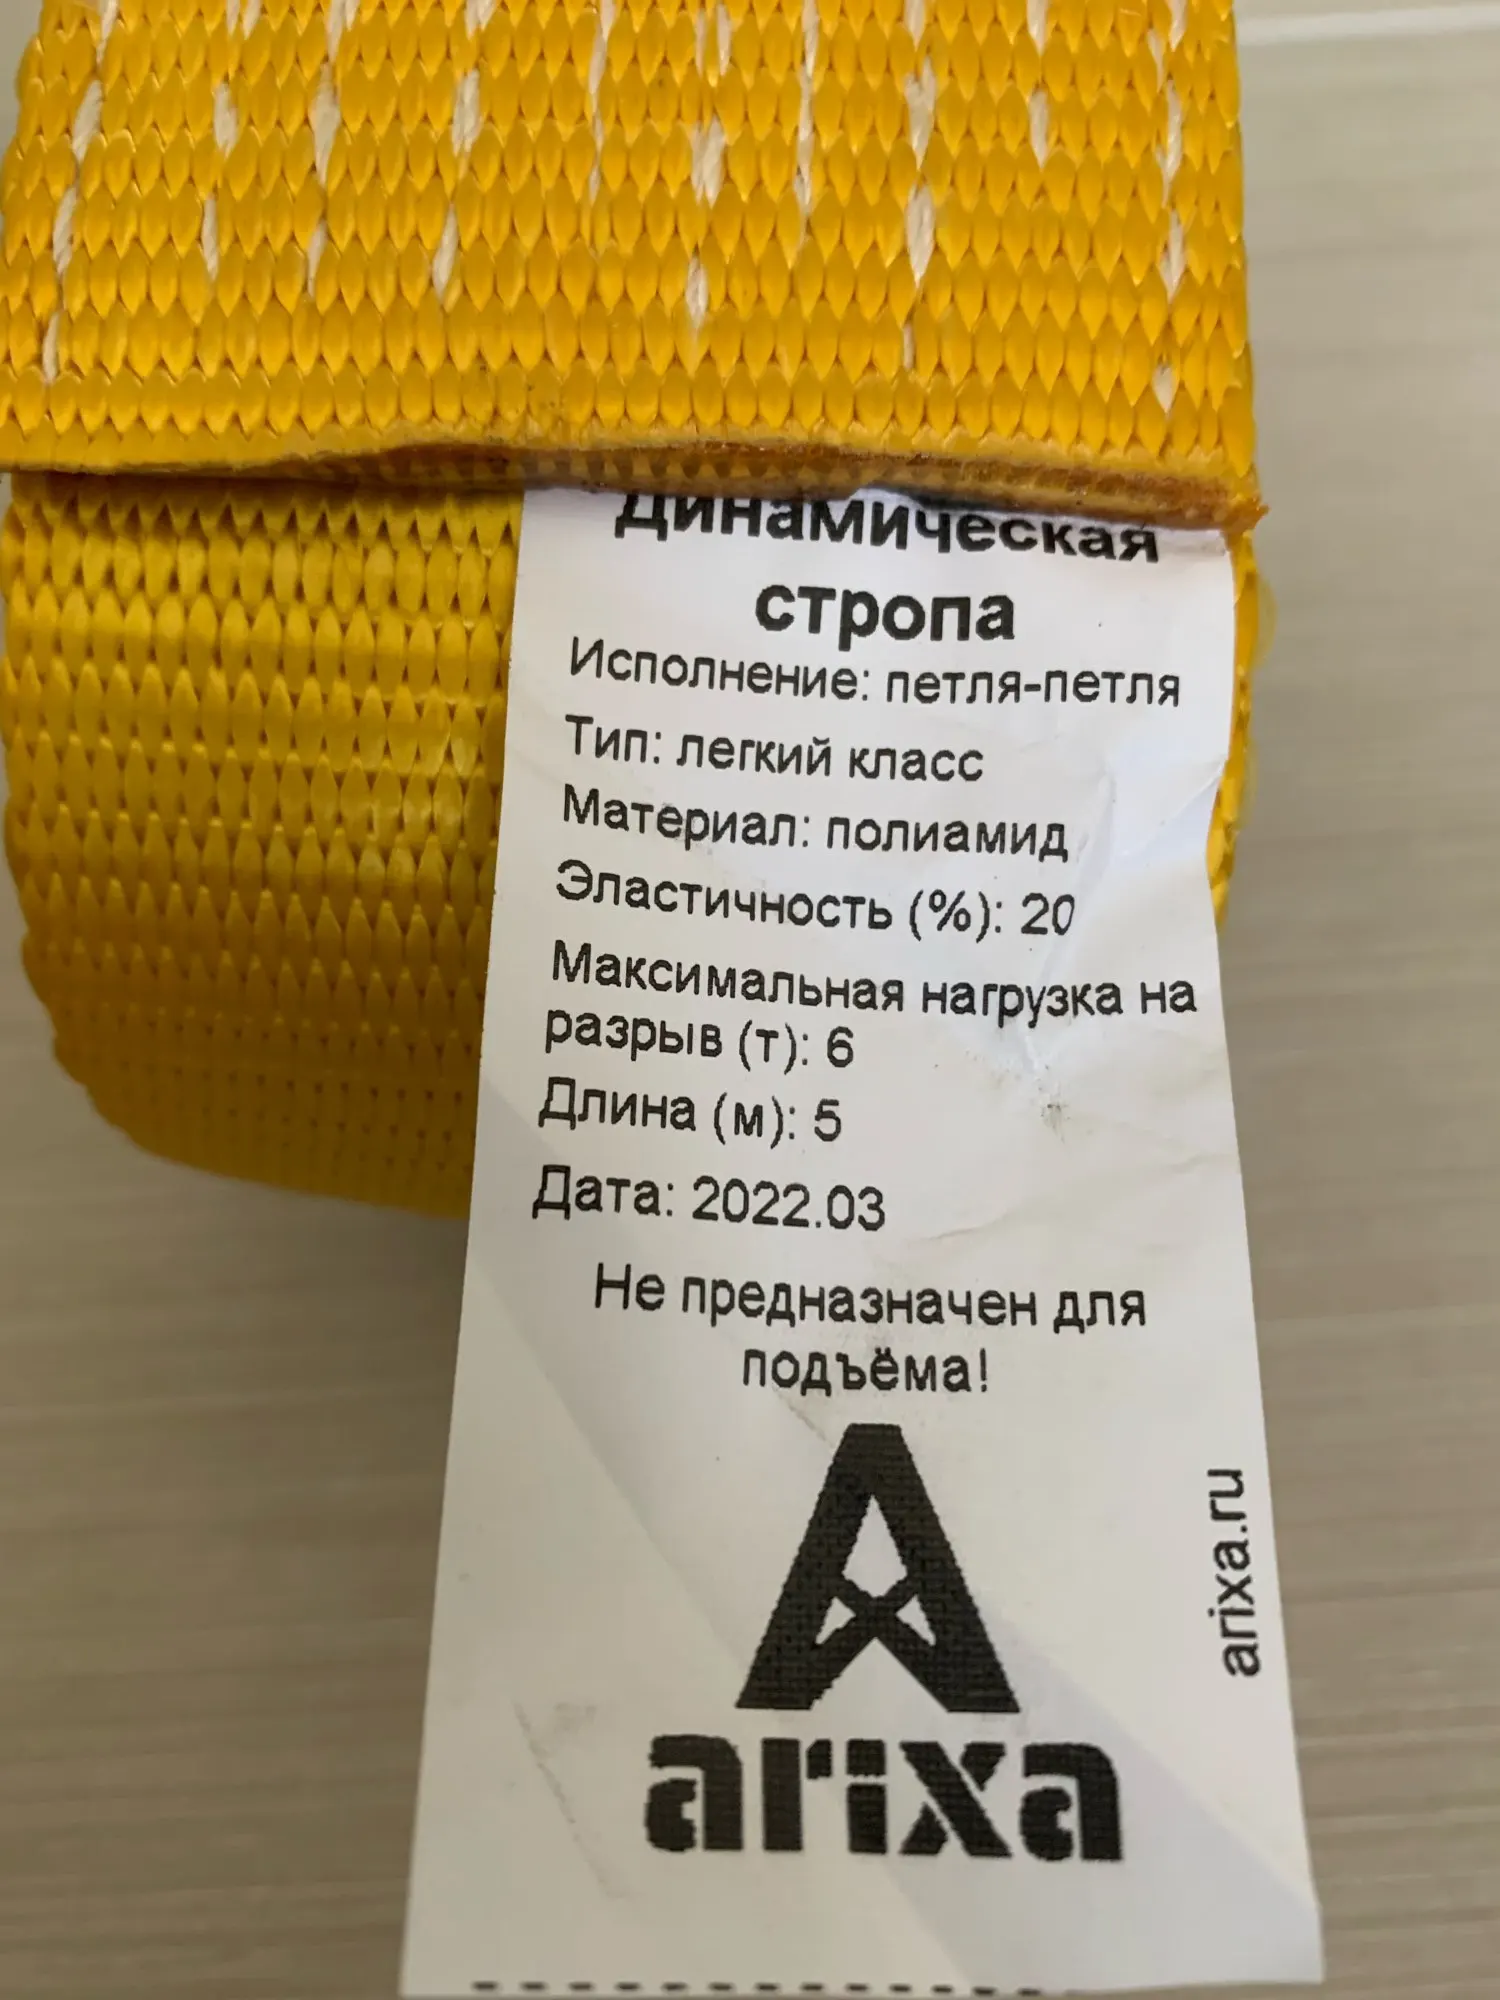 Динамическая
стропа
Исполнение: петля-петля
Тип: легкий класс
Материал: полиамид
Эластичность (%): 20
Максимальная нагрузка на
разрыв (т): 6
Длина (м): 5
Дата: 2022.03
Не предназначен для
подъёма!
arixa
arixa.ru